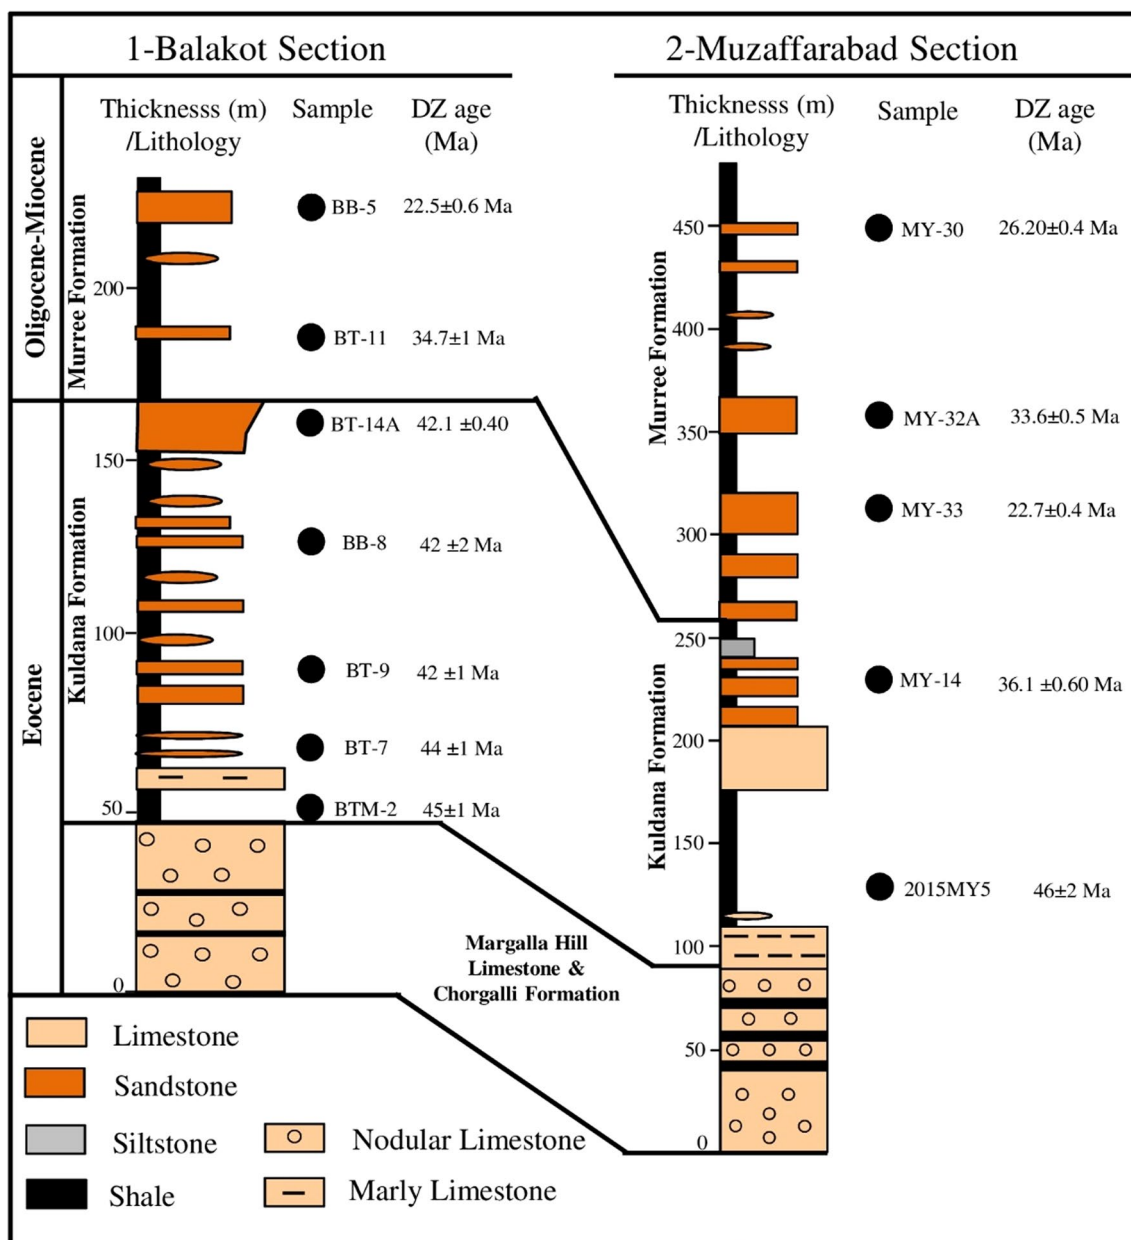 1-Balakot Section
2-Muzaffarabad Section
Thicknesss (m)
/Lithology
Sample
DZ age
(Ma)
Thicknesss (m)
/Lithology
Sample
DZ age
(Ma)
Oligocene-Miocene
Eocene
Murree Formation
Kuldana Formation
200
150
100
50
0
BB-5 22.5±0.6 Ma
BT-11 34.7±1 Ma
BT-14A 42.1 ±0.40
BB-8 42 ±2 Ma
BT-9 42 ±1 Ma
BT-7 44 ±1 Ma
BTM-2 45±1 Ma
Murree Formation
Kuldana Formation
450
400
350
300
250
200
150
100
50
0
MY-30 26.20±0.4 Ma
MY-32A 33.6±0.5 Ma
MY-33 22.7±0.4 Ma
MY-14 36.1 ±0.60 Ma
2015MY5 46±2 Ma
Margalla Hill
Limestone &
Chorgalli Formation
Limestone
Sandstone
Siltstone
Shale
Nodular Limestone
Marly Limestone